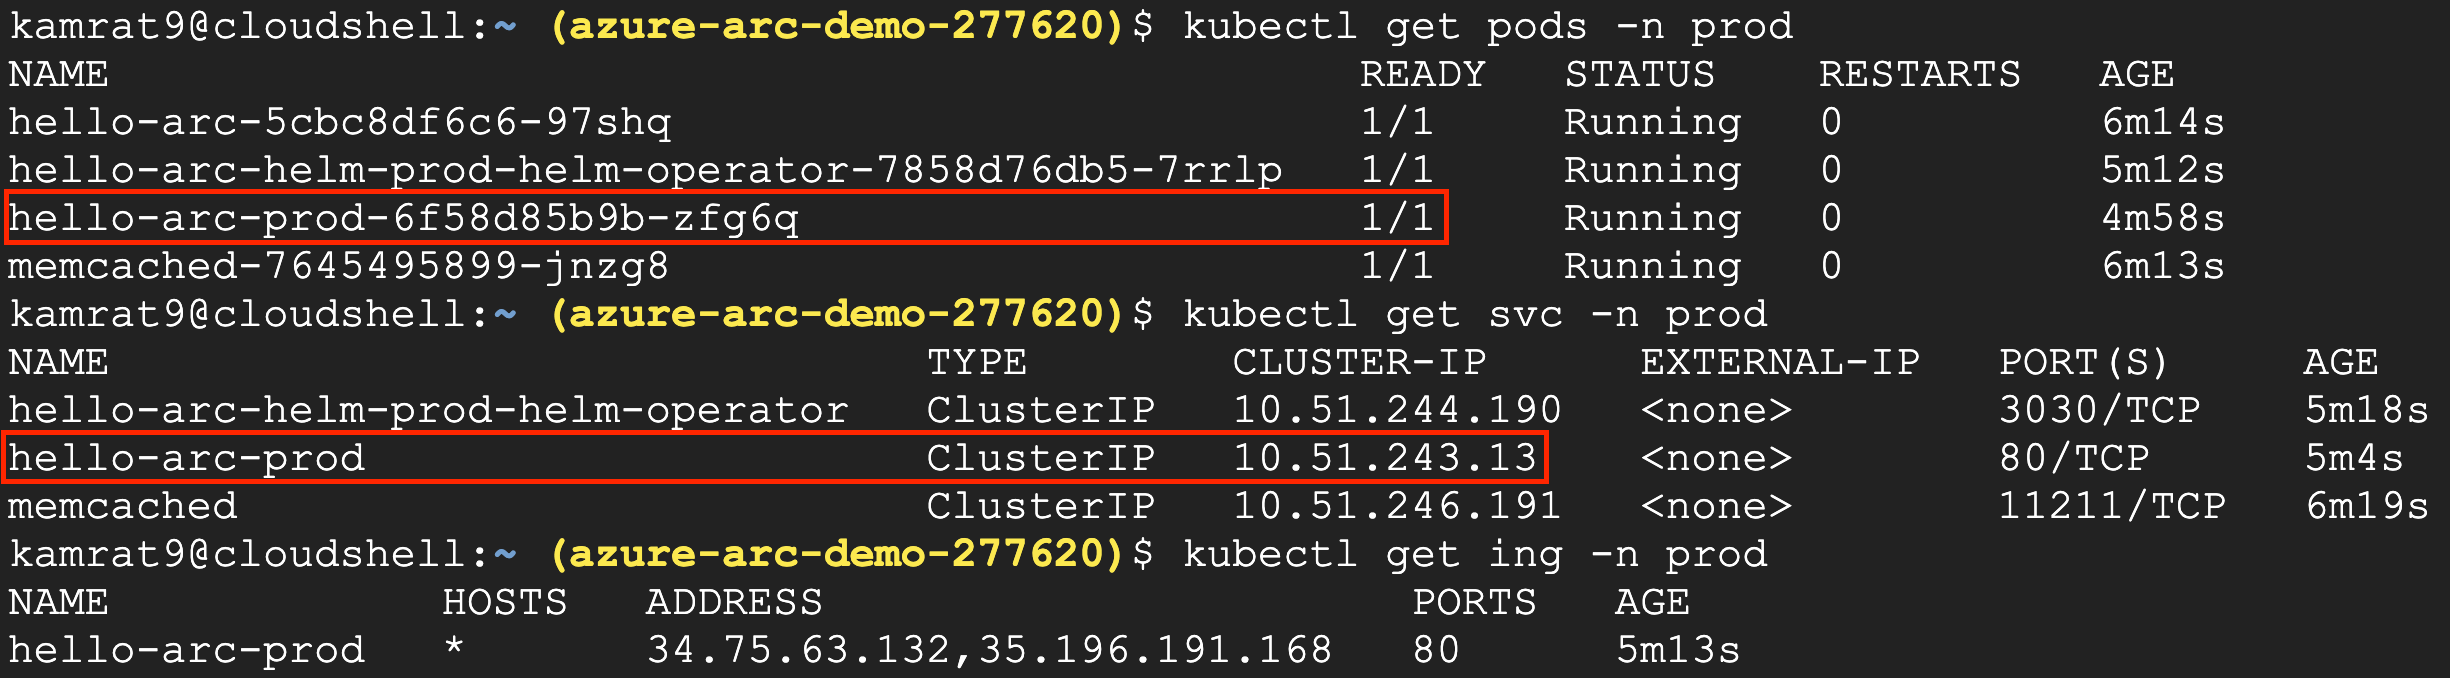 kamrat9@cloudshell:~ (azure-arc-demo-277620)$ kubectl get pods -n prod
NAME READY STATUS RESTARTS AGE
hello-arc-5cbc8df6c6-97shq 1/1 Running 0 6m14s
hello-arc-helm-prod-helm-operator-7858d76db5-7rrlp 1/1 Running 0 5m12s
hello-arc-prod-6f58d85b9b-zfg6q 1/1 Running 0 4m58s
memcached-7645495899-jnzg8 1/1 Running 0 6m13s
kamrat9@cloudshell:~ (azure-arc-demo-277620)$ kubectl get svc -n prod
NAME TYPE CLUSTER-IP EXTERNAL-IP PORT(S) AGE
hello-arc-helm-prod-helm-operator ClusterIP 10.51.244.190 <none> 3030/TCP 5m18s
hello-arc-prod ClusterIP 10.51.243.13 <none> 80/TCP 5m4s
memcached ClusterIP 10.51.246.191 <none> 11211/TCP 6m19s
kamrat9@cloudshell:~ (azure-arc-demo-277620)$ kubectl get ing -n prod
NAME HOSTS ADDRESS PORTS AGE
hello-arc-prod * 34.75.63.132,35.196.191.168 80 5m13s